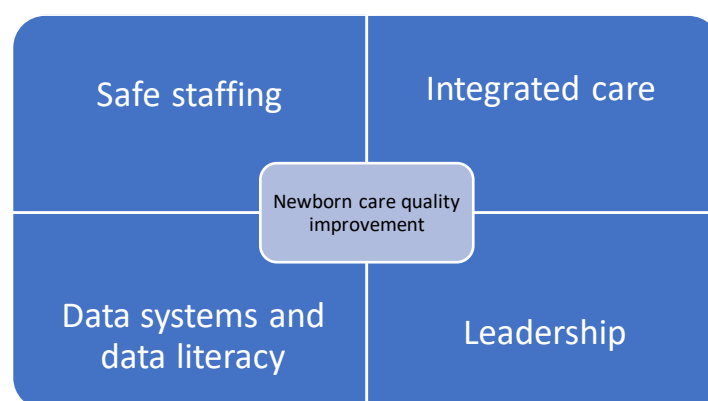 Safe staffing
Integrated care
Newborn care quality
improvement
Data systems and
data literacy
Leadership